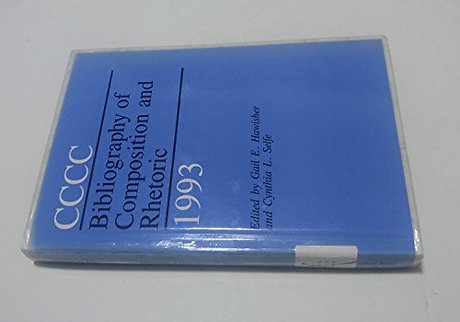 CCCC
Bibliography of
Composition and
Rhetoric
1993
Edited by Gail E. Hawisher
and Cynthia L. Selfe